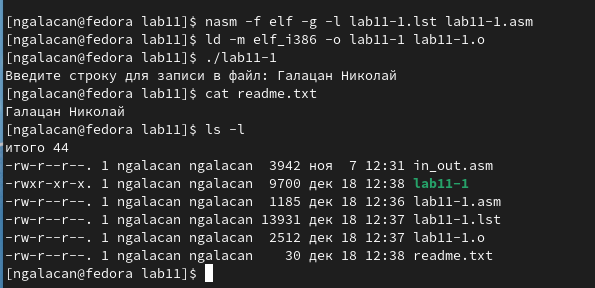 [ngalacan@fedora lab11]$ nasm -f elf -g -l lab11-1.lst lab11-1.asm
[ngalacan@fedora lab11]$ ld -m elf_i386 -o lab11-1 lab11-1.o
[ngalacan@fedora lab11]$ ./lab11-1
Введите строку для записи в файл: Галацан Николай
[ngalacan@fedora lab11]$ cat readme.txt
Галацан Николай
[ngalacan@fedora lab11]$ ls -l
итого 44
-rw-r--r--. 1 ngalacan ngalacan  3942 ноя  7 12:31 in_out.asm
-rwxr-xr-x. 1 ngalacan ngalacan  9700 дек 18 12:38 lab11-1
-rw-r--r--. 1 ngalacan ngalacan  1185 дек 18 12:36 lab11-1.asm
-rw-r--r--. 1 ngalacan ngalacan 13931 дек 18 12:37 lab11-1.lst
-rw-r--r--. 1 ngalacan ngalacan  2512 дек 18 12:37 lab11-1.o
-rw-r--r--. 1 ngalacan ngalacan    30 дек 18 12:38 readme.txt
[ngalacan@fedora lab11]$